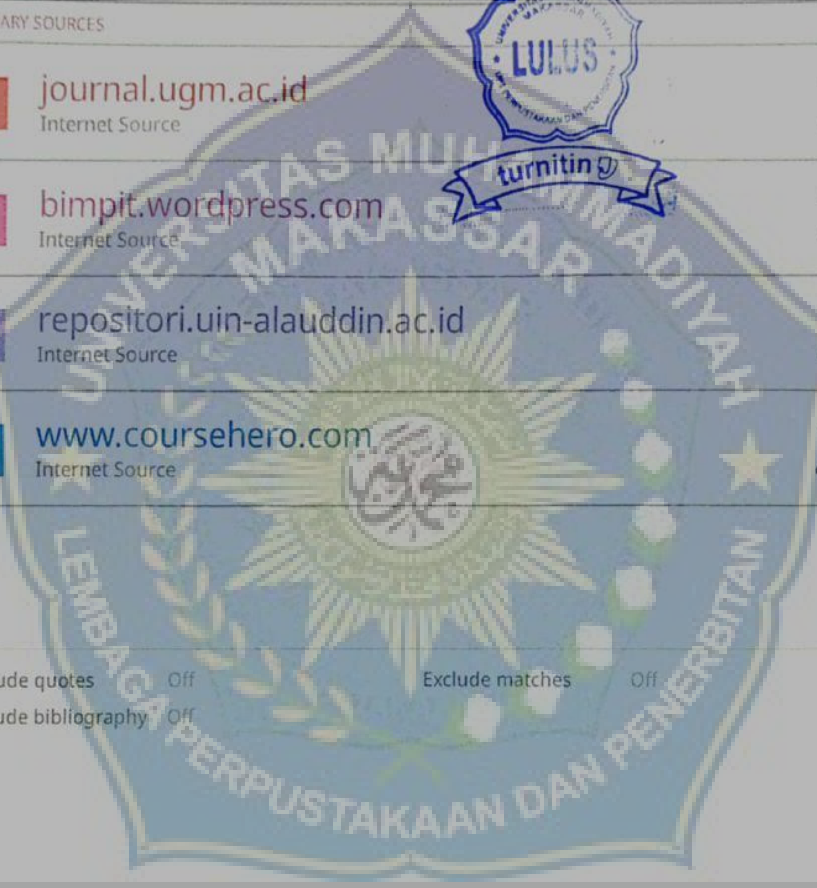 ARY SOURCES
journal.ugm.ac.id
Internet Source
bimpit.wordpress.com
Internet Source
repositori.uin-alauddin.ac.id
Internet Source
www.coursehero.com
Internet Source
ude quotes Off
Exclude matches Off
ude bibliography Off
LULUS
turnitin
UNIVERSITAS MUHAMMADIYAH
MAKASSAR
LEMBAGA PERPUSTAKAAN DAN PENERBITAN